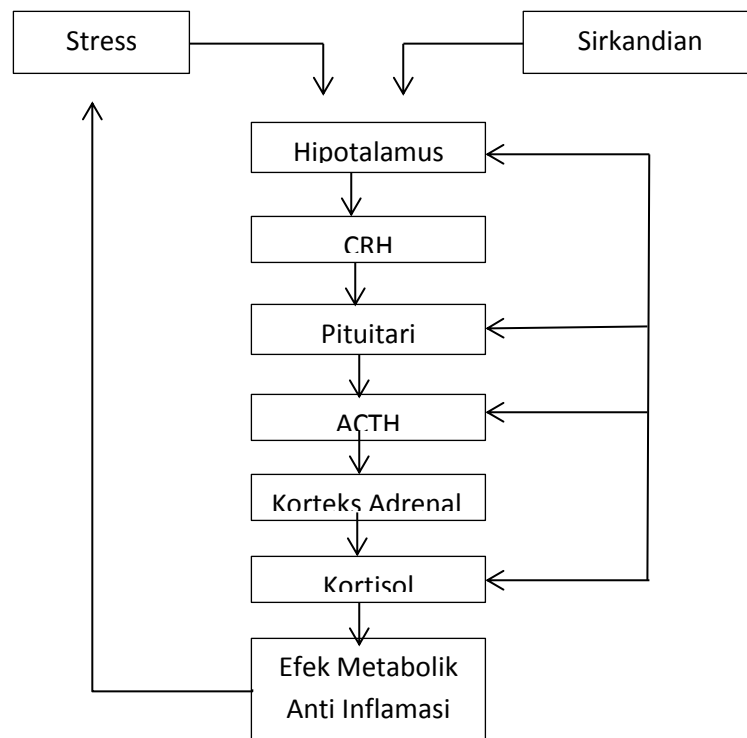 Stress
Sirkandian
Hipotalamus
CRH
Pituitari
ACTH
Korteks Adrenal
Kortisol
Efek Metabolik
Anti Inflamasi